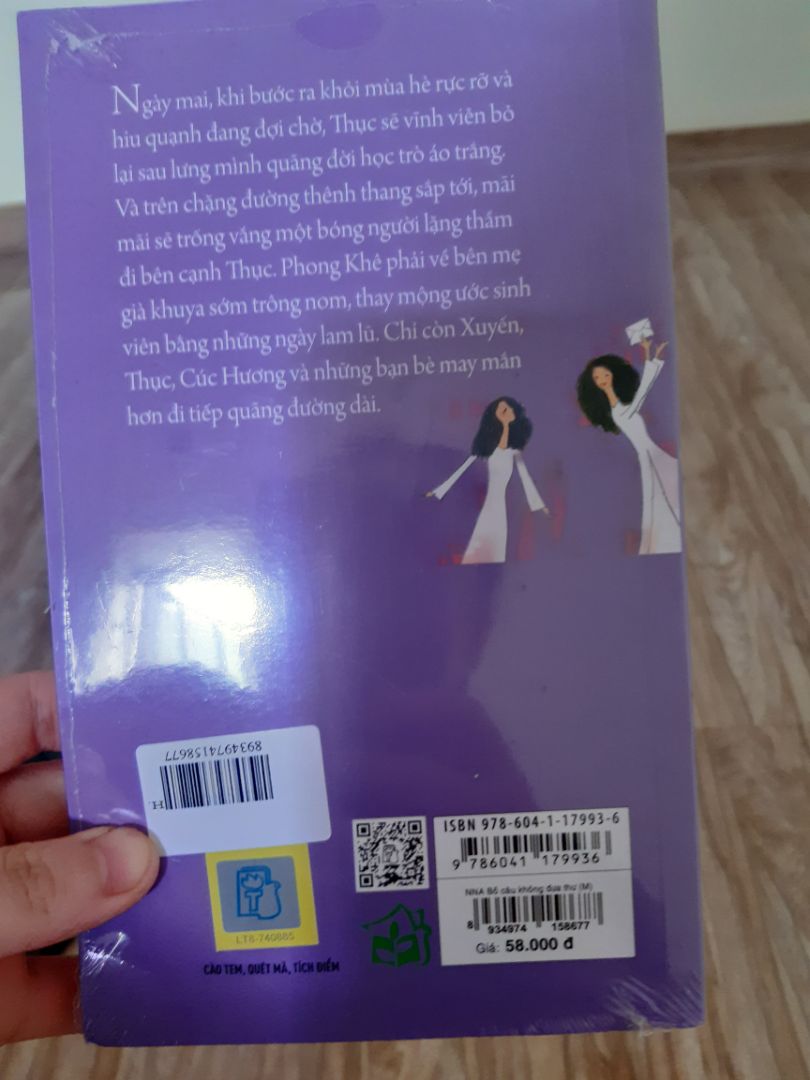 Ngày mai, khi bước ra khỏi mùa hè rực rỡ và
hiu quạnh đang đợi chờ, Thục sẽ vĩnh viễn bỏ
lại sau lưng mình quãng đời học trò áo trắng.
Và trên chặng đường thênh thang sắp tới, mãi
mãi sẽ trống vắng một bóng người lặng thầm
đi bên cạnh Thục. Phong Khê phải về bên mẹ
già khuya sớm trông nom, thay mộng ước sinh
viên bằng những ngày lam lũ. Chỉ còn Xuyến,
Thục, Cúc Hương và những bạn bè may mắn
hơn đi tiếp quãng đường dài.
8934974158677
H.
ISBN 978-604-1-17993-6
9 786041 179936
NNA Bồ câu không đưa thư (M)
8 934974 158677
Giá: 58.000 đ
LT8-740885
CÀO TEM, QUÉT MÃ, TÍCH ĐIỂM